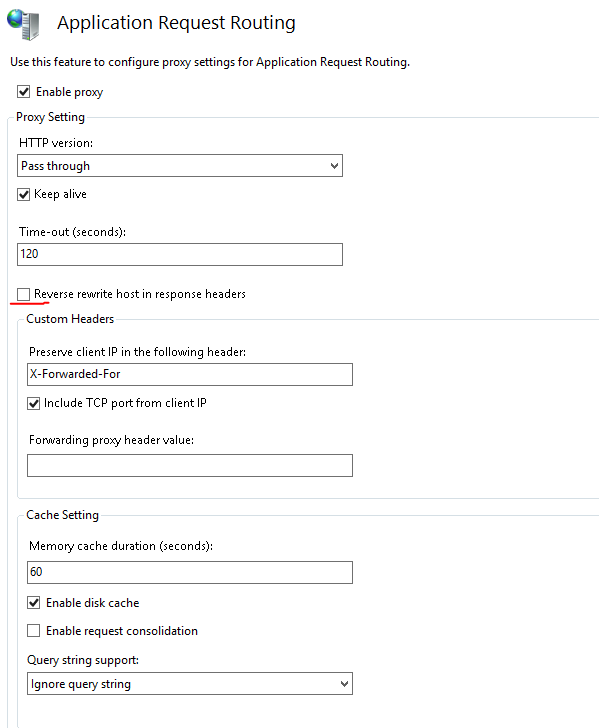 Application Request Routing
Use this feature to configure proxy settings for Application Request Routing.
Enable proxy
Proxy Setting
HTTP version:
Pass through
Keep alive
Time-out (seconds):
120
Reverse rewrite host in response headers
Custom Headers
Preserve client IP in the following header:
X-Forwarded-For
Include TCP port from client IP
Forwarding proxy header value:
Cache Setting
Memory cache duration (seconds):
60
Enable disk cache
Enable request consolidation
Query string support:
Ignore query string